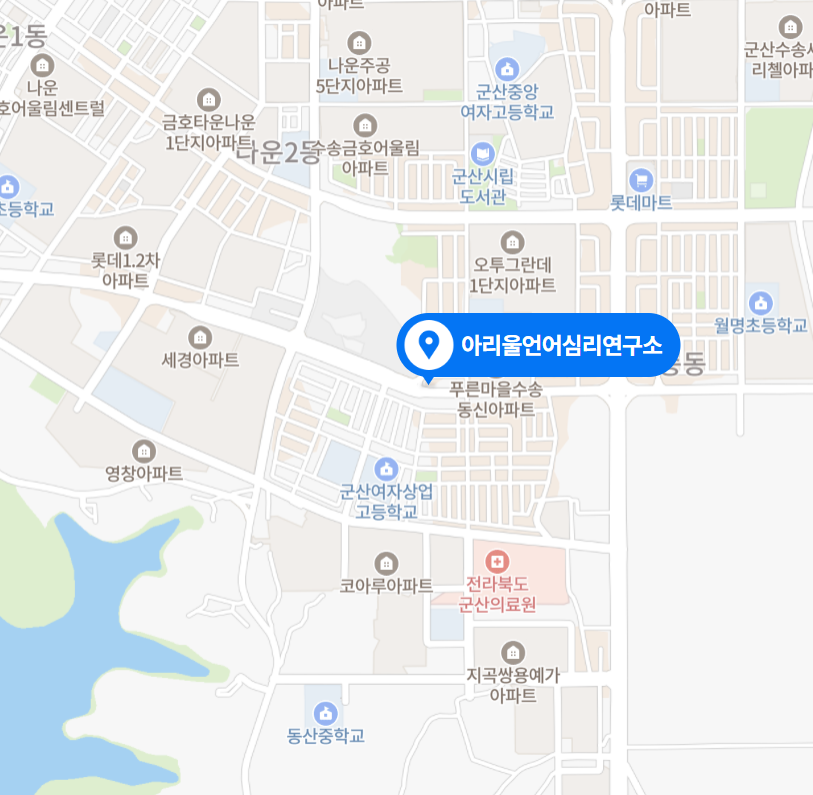 아파트
아파트
운1동
나운
호어울림센트럴
나운주공
5단지아파트
군산수송세
리첼아파
군산중앙
여자고등학교
금호타운나운
1단지아파트
나운2동
수송금호어울림
아파트
군산시립
도서관
롯데마트
초등학교
롯데1.2차
아파트
오투그란데
1단지아파트
월명초등학교
아리울언어심리연구소
세경아파트
송동
푸른마을수송
동신아파트
영창아파트
군산여자상업
고등학교
코아루아파트
전라북도
군산의료원
지곡쌍용예가
아파트
동산중학교